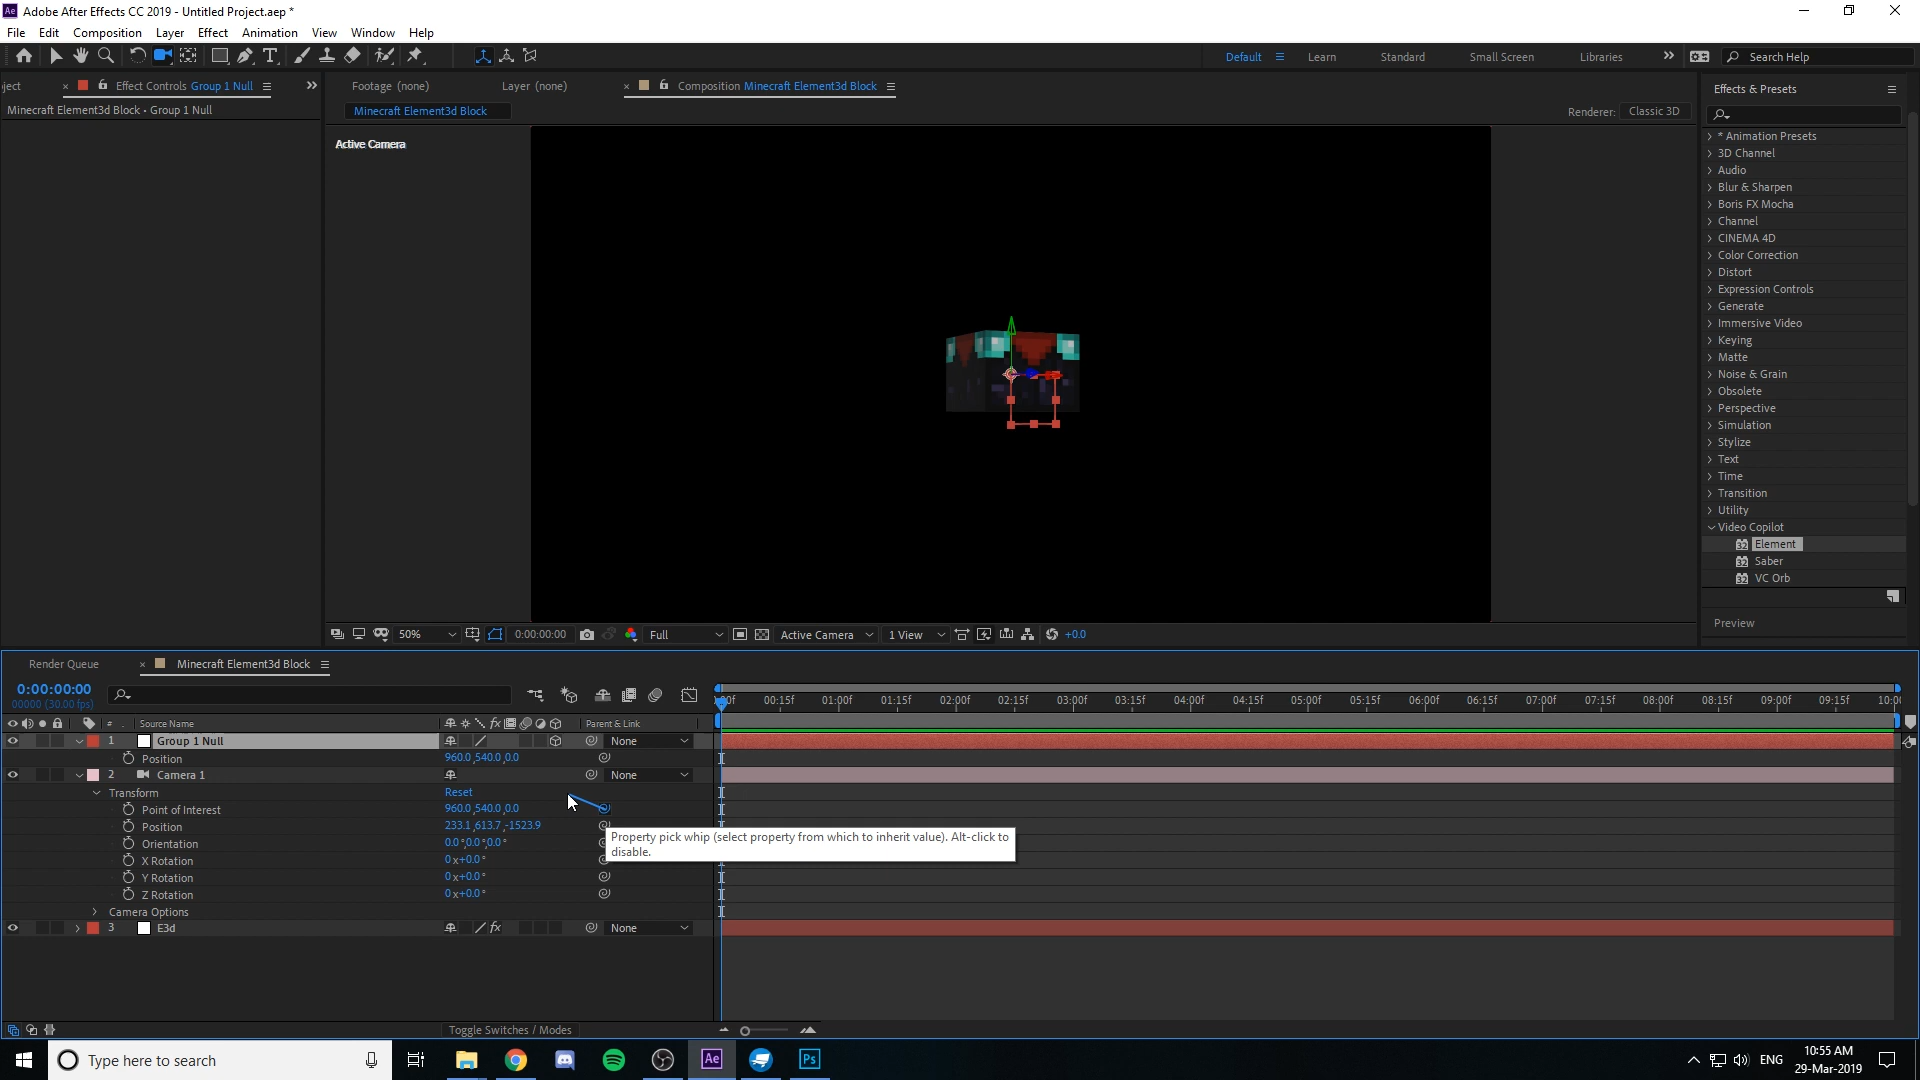 Ae Adobe After Effects CC 2019 - Untitled Project.aep *
File Edit Composition Layer Effect Animation View Window Help
Default Learn Standard Small Screen Libraries Search Help
ject × Effect Controls Group 1 Null
Footage (none) Layer (none) × Composition Minecraft Element3d Block
Effects & Presets
Minecraft Element3d Block • Group 1 Null
Minecraft Element3d Block
Renderer: Classic 3D
Active Camera
* Animation Presets
3D Channel
Audio
Blur & Sharpen
Boris FX Mocha
Channel
CINEMA 4D
Color Correction
Distort
Expression Controls
Generate
Immersive Video
Keying
Matte
Noise & Grain
Obsolete
Perspective
Simulation
Stylize
Text
Time
Transition
Utility
Video Copilot
32 Element
32 Saber
32 VC Orb
Preview
50% 0:00:00:00 Full Active Camera 1 View +0.0
Render Queue × Minecraft Element3d Block
0:00:00:00
00000 (30.00 fps)
00:15f 01:00f 01:15f 02:00f 02:15f 03:00f 03:15f 04:00f 04:15f 05:00f 05:15f 06:00f 06:15f 07:00f 07:15f 08:00f 08:15f 09:00f 09:15f
# Source Name fx Parent & Link
1 Group 1 Null None
Position 960.0,540.0,0.0
2 Camera 1 None
Transform Reset
Point of Interest 960.0,540.0,0.0
Position 233.1,613.7,-1523.9
Orientation 0.0°,0.0°,0.0°
X Rotation 0x+0.0°
Y Rotation 0x+0.0°
Z Rotation 0x+0.0°
Property pick whip (select property from which to inherit value). Alt-click to
disable.
Camera Options
3 E3d fx None
Toggle Switches / Modes
Type here to search
Ae
Ps
ENG
10:55 AM
29-Mar-2019